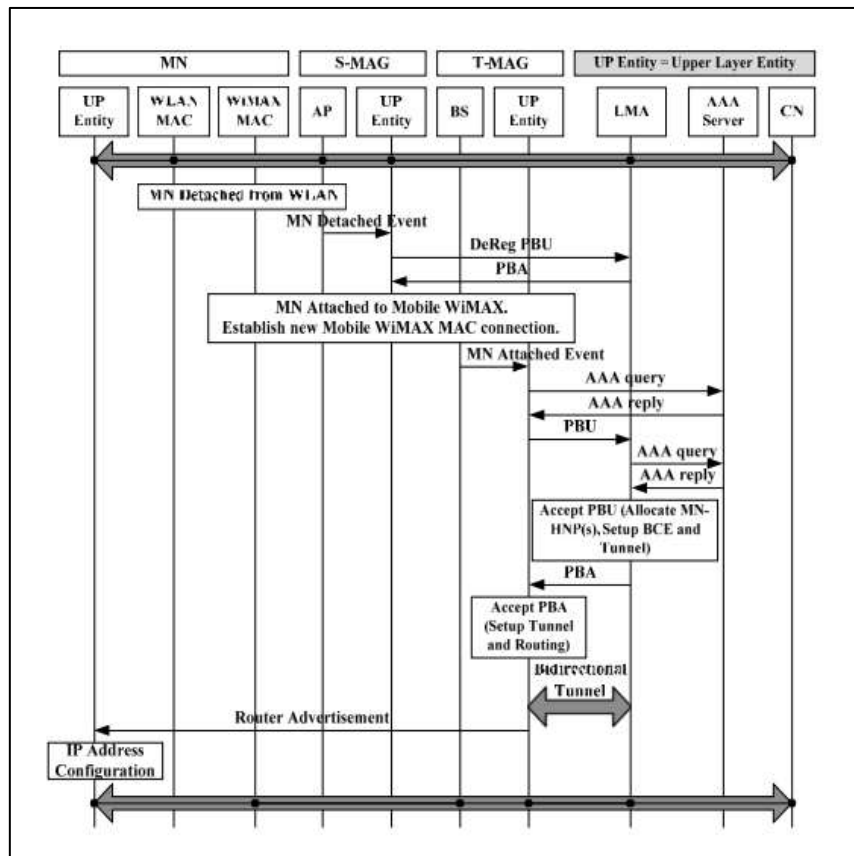 MN
S-MAG
T-MAG
UP Entity = Upper Layer Entity
UP
Entity
WLAN
MAC
WiMAX
MAC
AP
UP
Entity
BS
UP
Entity
LMA
AAA
Server
CN
MN Detached from WLAN
MN Detached Event
DeReg PBU
PBA
MN Attached to Mobile WiMAX.
Establish new Mobile WiMAX MAC connection.
MN Attached Event
AAA query
AAA reply
PBU
AAA query
AAA reply
Accept PBU (Allocate MN-
HNP(s), Setup BCE and
Tunnel)
PBA
Accept PBA
(Setup Tunnel
and Routing)
Bidirectional
Tunnel
Router Advertisement
IP Address
Configuration